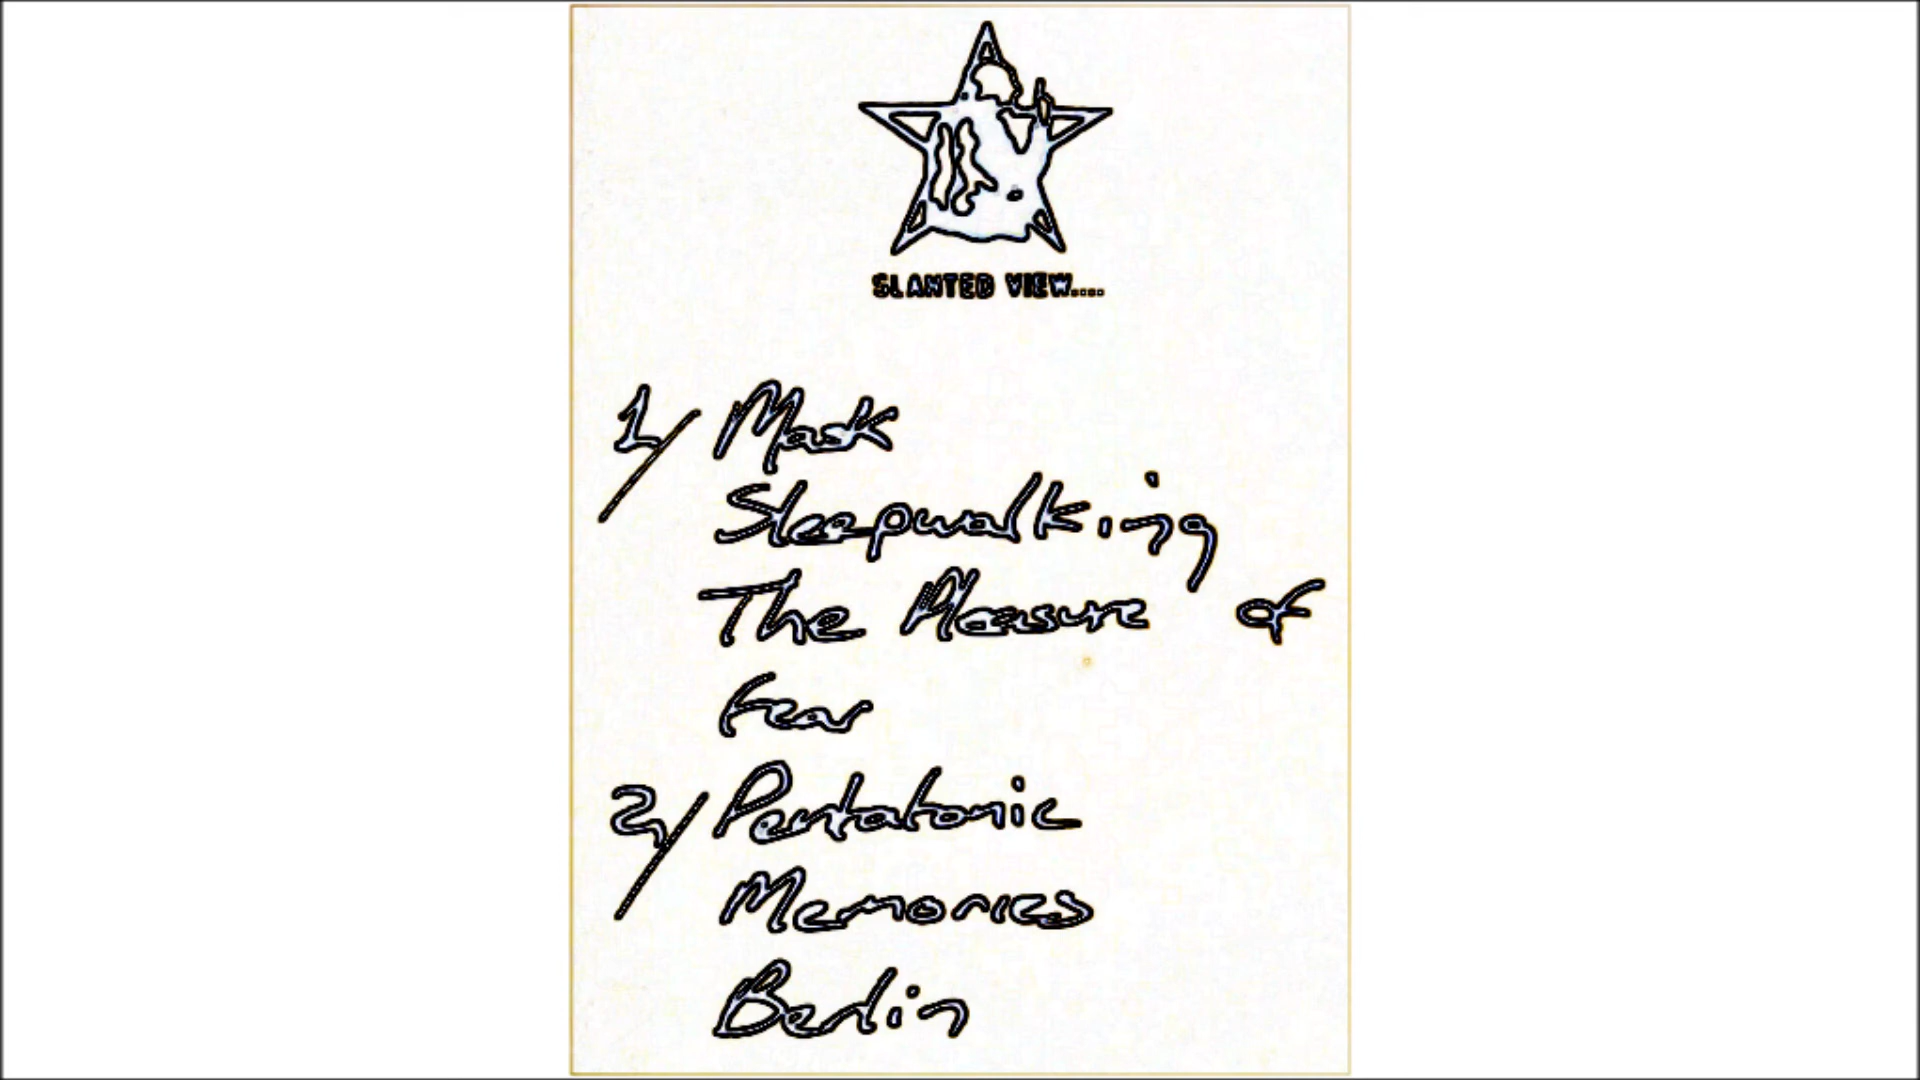 SLANTED VIEW....
1/ Mask
Sleepwalking
The Pleasure of
Fear
2/ Pentatonic
Memories
Berlin